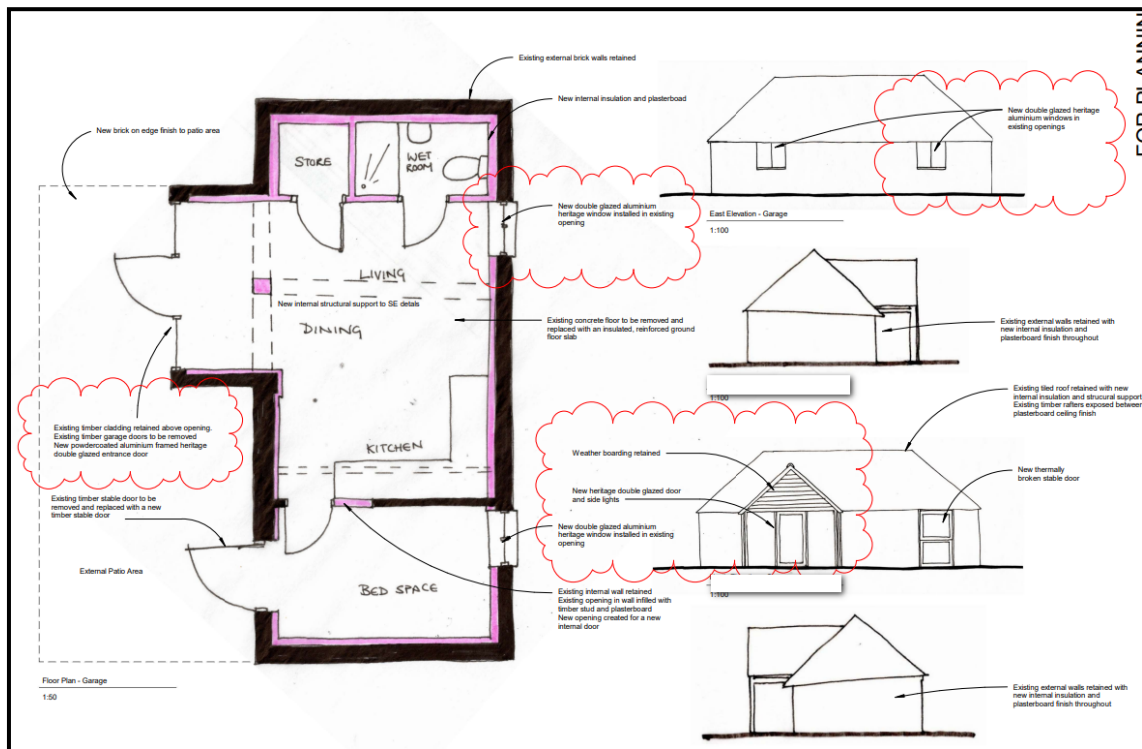 FOR PLANNIN
Existing external brick walls retained
New internal insulation and plasterboad
New brick on edge finish to patio area
STORE
WET
ROOM
New double glazed heritage
aluminium windows in
existing openings
East Elevation - Garage
1:100
New double glazed aluminium
heritage window installed in existing
opening
LIVING
New internal structural support to SE detals
DINING
Existing concrete floor to be removed and
replaced with an insulated, reinforced ground
floor slab
Existing external walls retained with
new internal insulation and
plasterboard finish throughout
1:100
Existing tiled roof retained with new
internal insulation and strucural support
Existing timber rafters exposed between
plasterboard ceiling finish
Existing timber cladding retained above opening.
Existing timber garage doors to be removed
New powdercoated aluminium framed heritage
double glazed entrance door
KITCHEN
Weather boarding retained
New heritage double glazed door
and side lights
New thermally
broken stable door
Existing timber stable door to be
removed and replaced with a new
timber stable door
New double glazed aluminium
heritage window installed in existing
opening
External Patio Area
BED SPACE
Existing internal wall retained
Existing opening in wall infilled with
timber stud and plasterboard
New opening created for a new
internal door
1:100
Floor Plan - Garage
1:50
Existing external walls retained with
new internal insulation and
plasterboard finish throughout